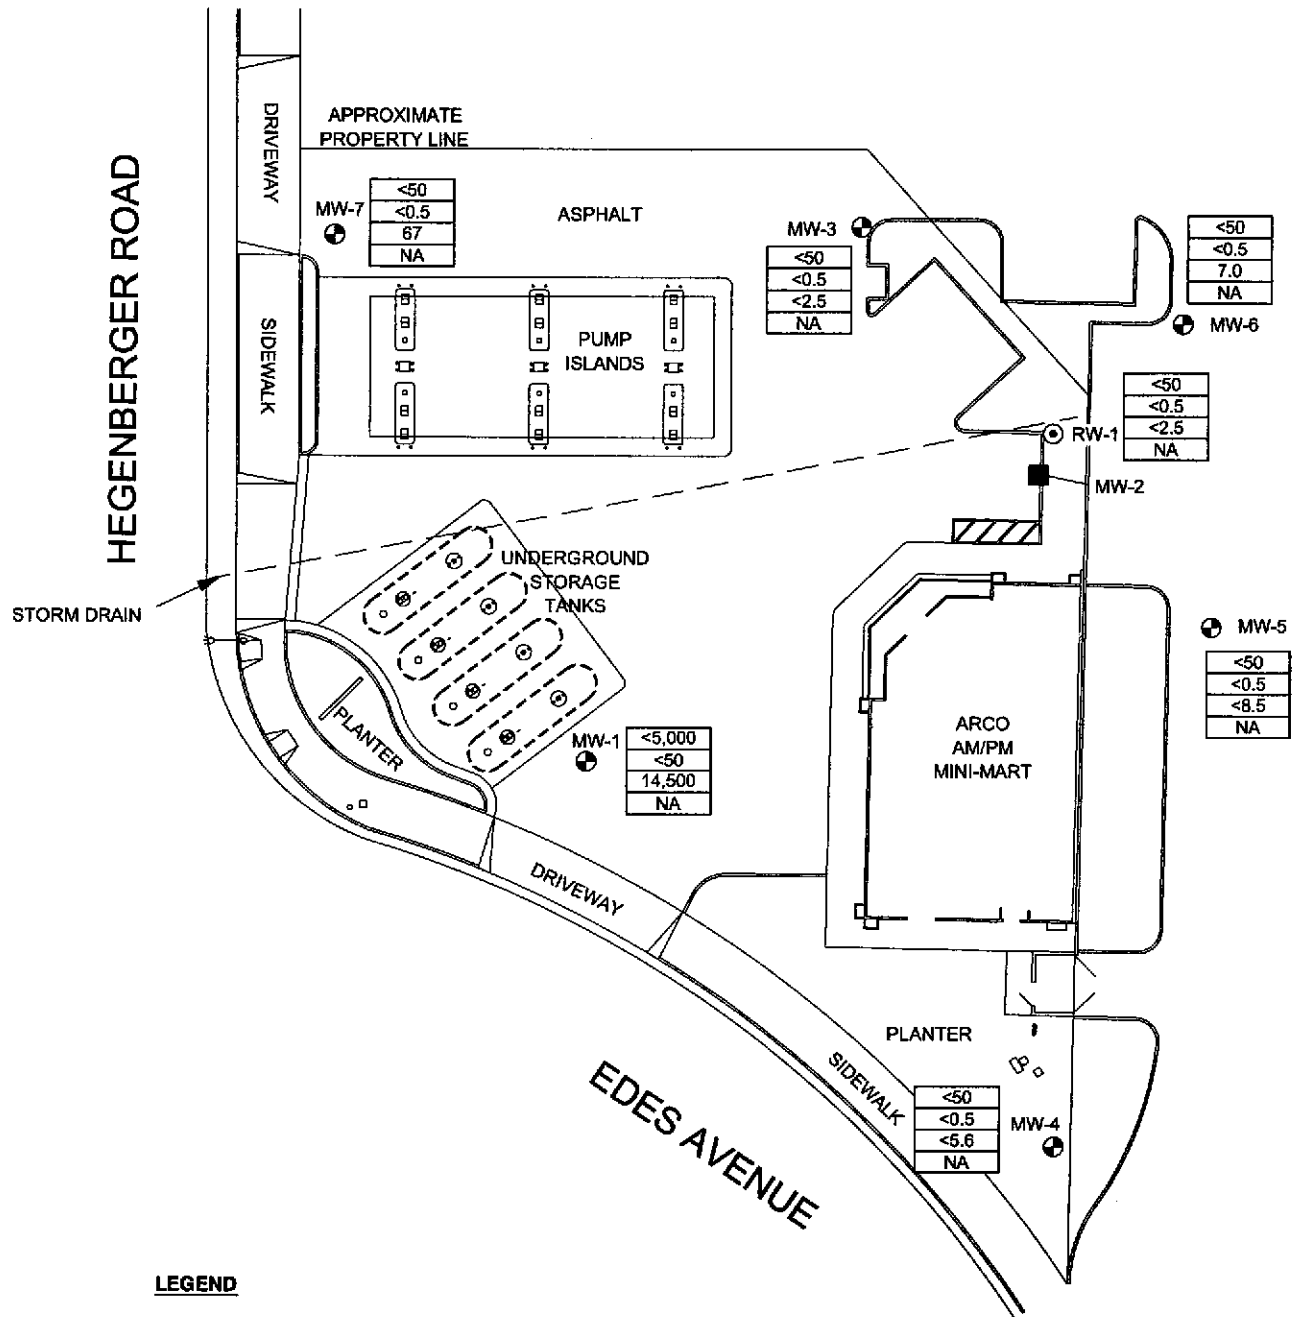 HEGENBERGER ROAD
DRIVEWAY
APPROXIMATE
PROPERTY LINE
MW-7
<50
<0.5
67
NA
ASPHALT
MW-3
<50
<0.5
<2.5
NA
<50
<0.5
7.0
NA
MW-6
SIDEWALK
PUMP
ISLANDS
<50
<0.5
<2.5
NA
RW-1
MW-2
UNDERGROUND
STORAGE
TANKS
STORM DRAIN
MW-5
<50
<0.5
<8.5
NA
PLANTER
MW-1
<5,000
<50
14,500
NA
ARCO
AM/PM
MINI-MART
DRIVEWAY
PLANTER
SIDEWALK
EDES AVENUE
<50
<0.5
<5.6
NA
MW-4
LEGEND